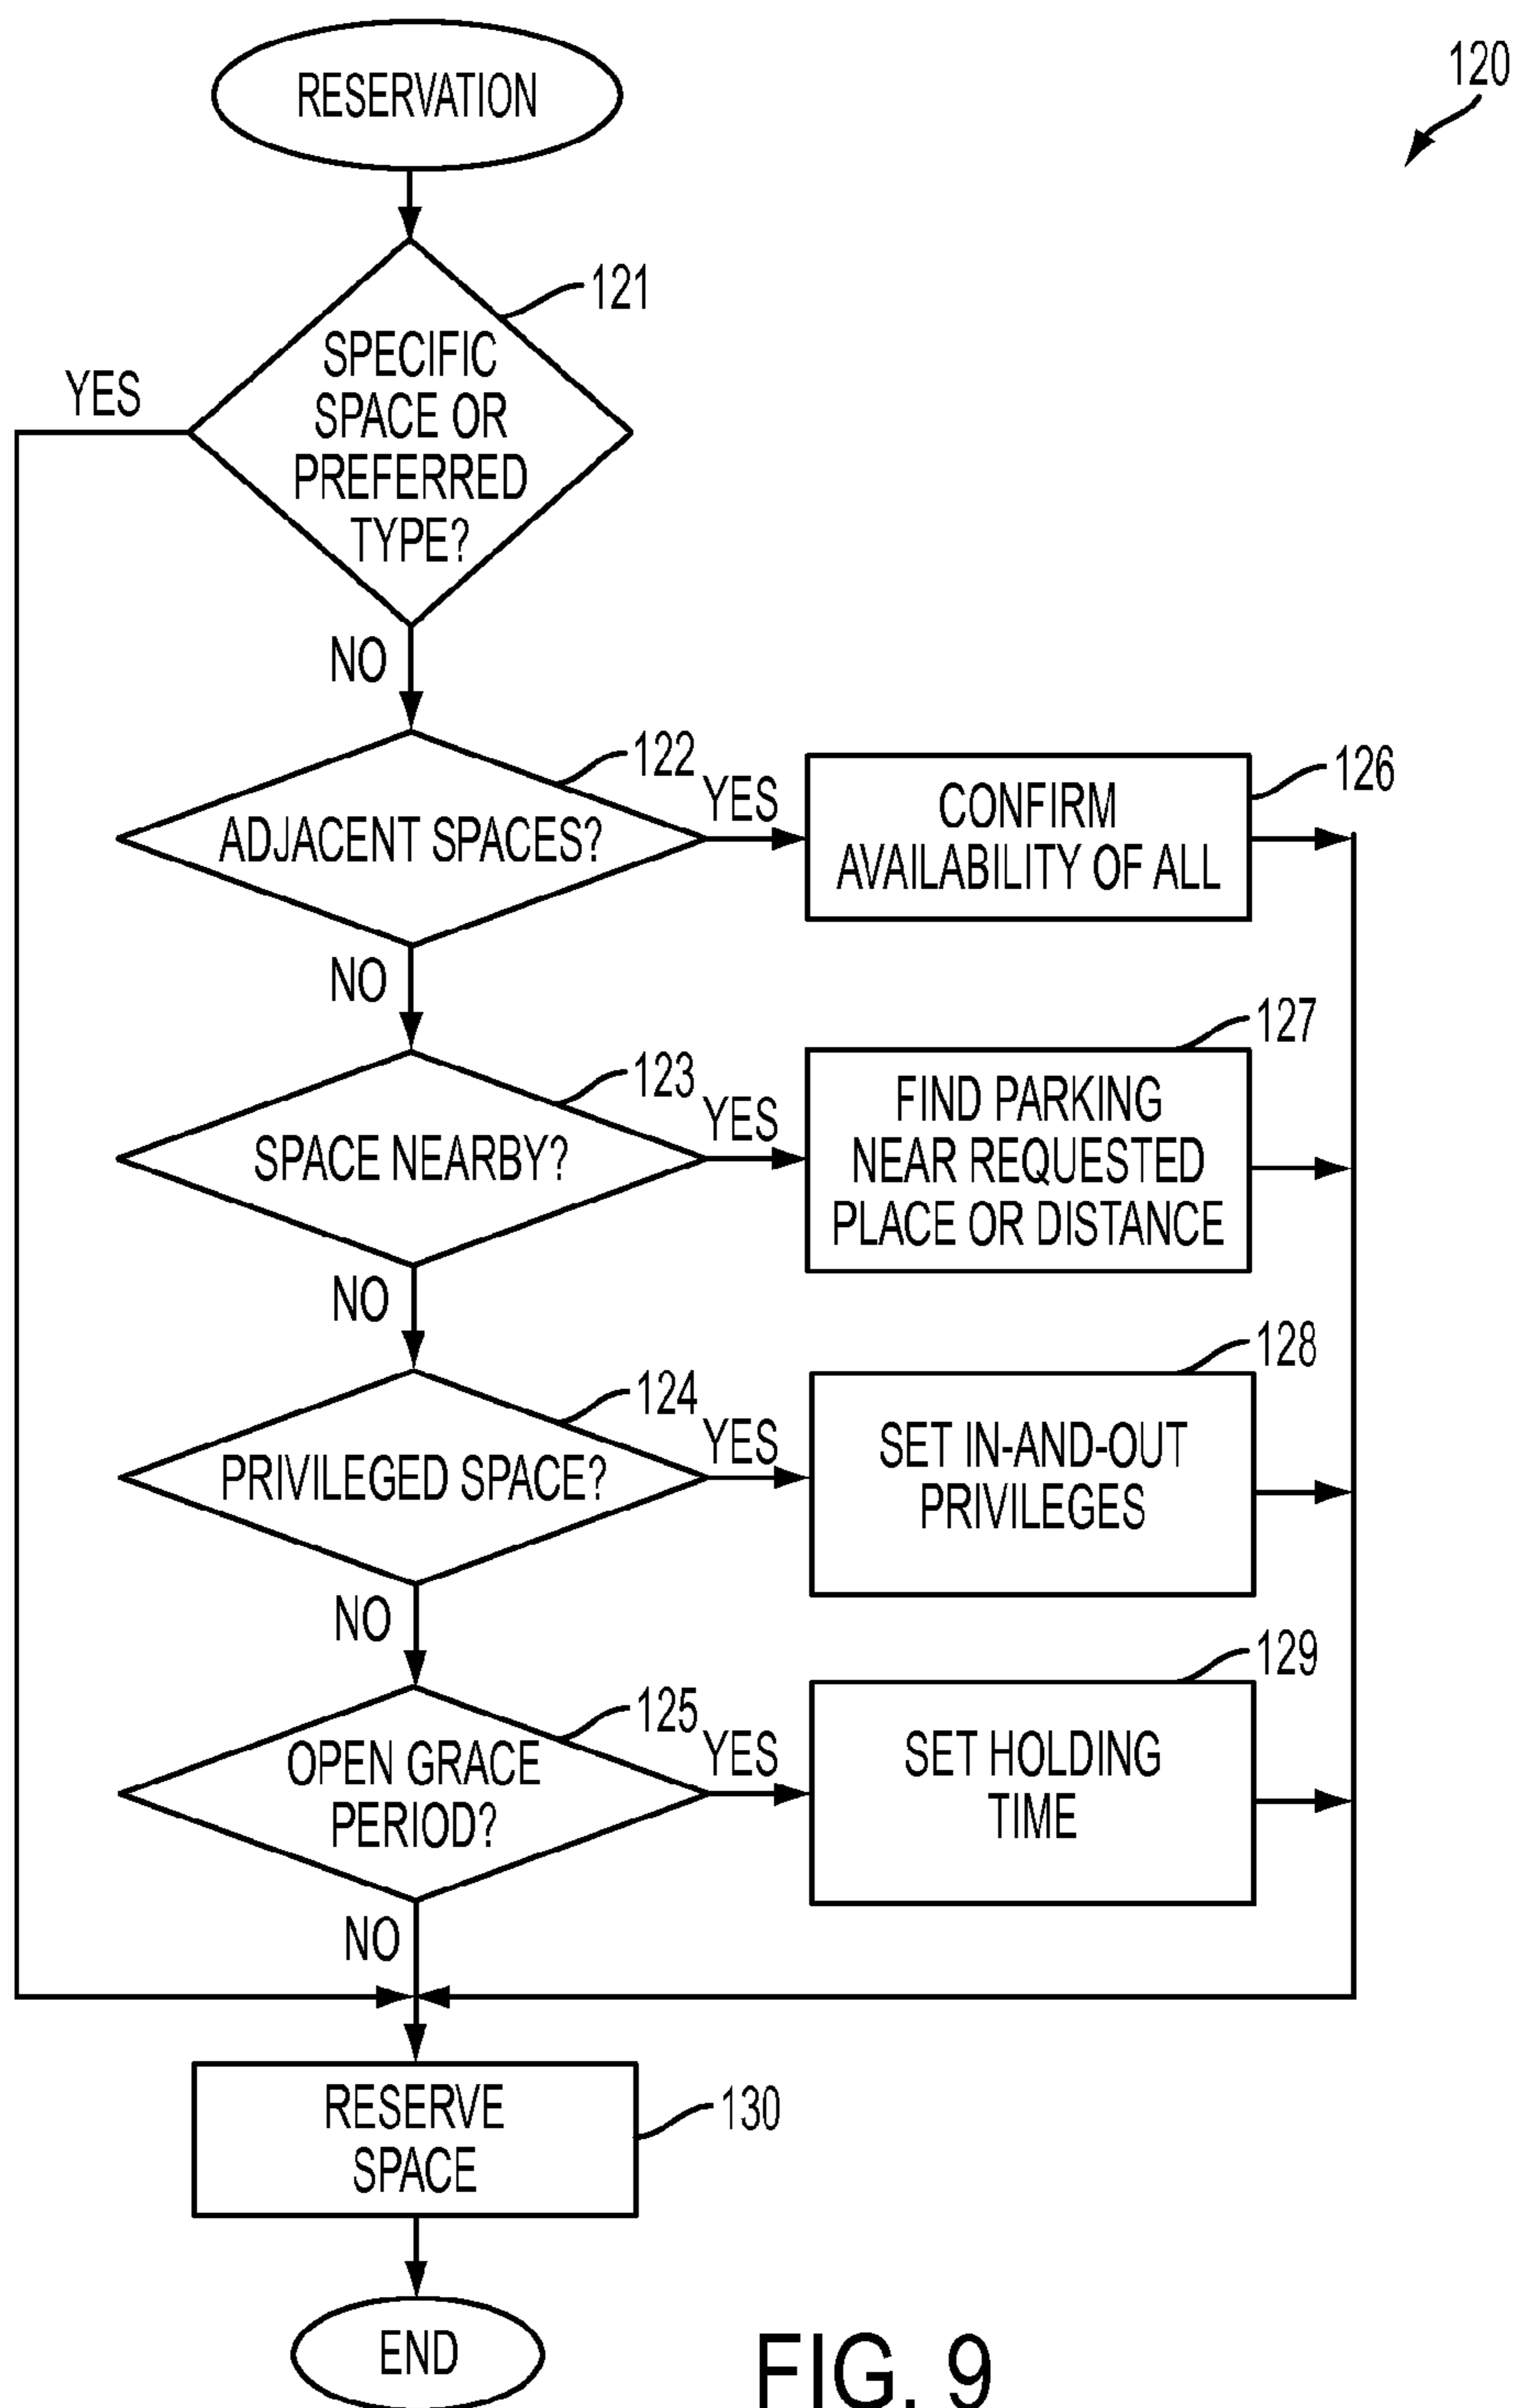 RESERVATION
120
121
SPECIFIC
SPACE OR
PREFERRED
TYPE?
YES
NO
122
ADJACENT SPACES?
YES
CONFIRM
AVAILABILITY OF ALL
126
NO
123
SPACE NEARBY?
YES
FIND PARKING
NEAR REQUESTED
PLACE OR DISTANCE
127
NO
124
PRIVILEGED SPACE?
YES
SET IN-AND-OUT
PRIVILEGES
128
NO
125
OPEN GRACE
PERIOD?
YES
SET HOLDING
TIME
129
NO
RESERVE
SPACE
130
END
FIG. 9